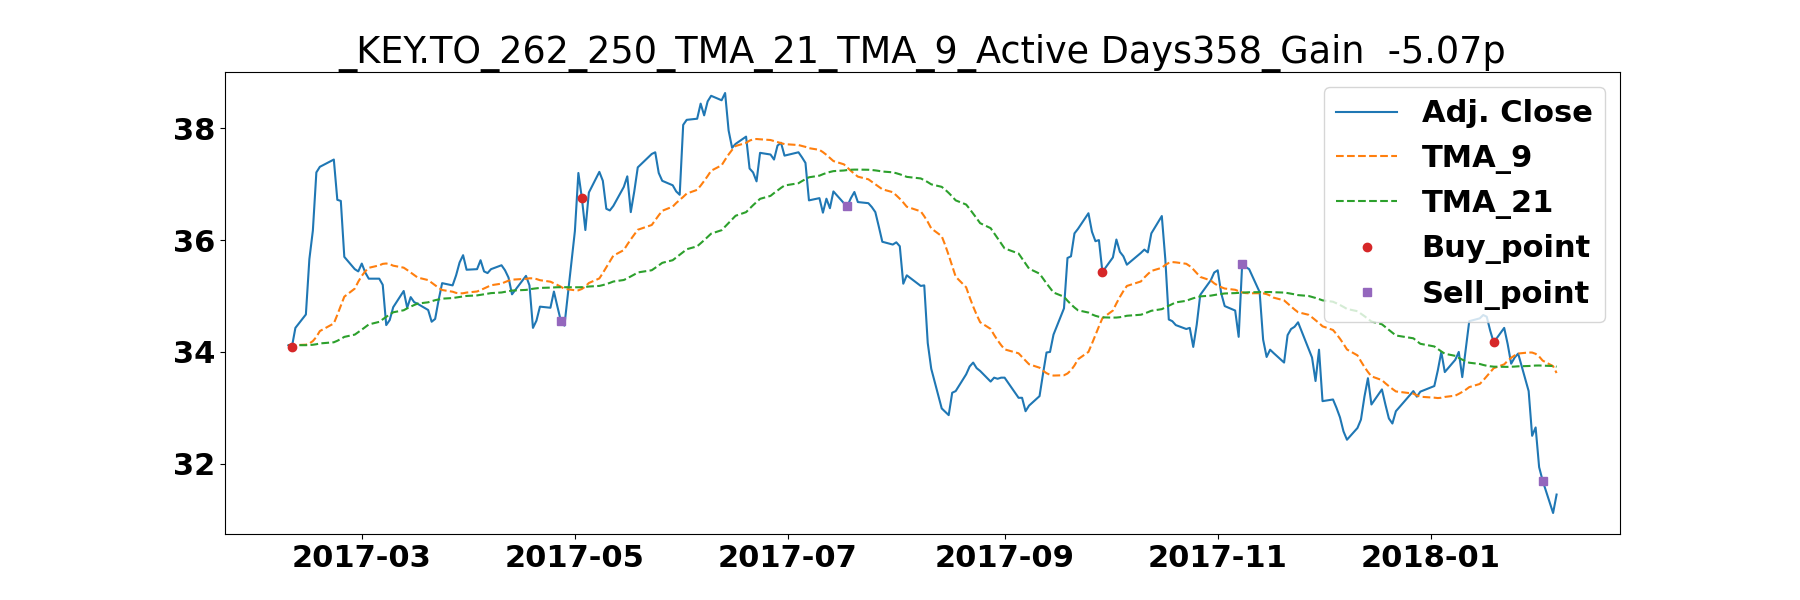 _KEY.TO_262_250_TMA_21_TMA_9_Active Days358_Gain  -5.07p
38
36
34
32
Adj. Close
TMA_9
TMA_21
Buy_point
Sell_point
2017-03
2017-05
2017-07
2017-09
2017-11
2018-01